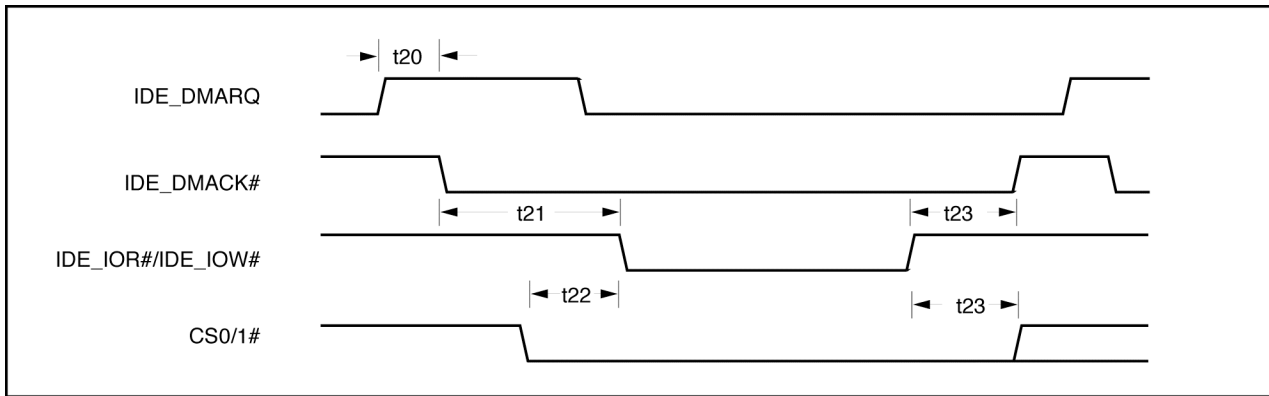 t20
IDE_DMARQ
IDE_DMACK#
t21
t23
IDE_IOR#/IDE_IOW#
t22
t23
CS0/1#